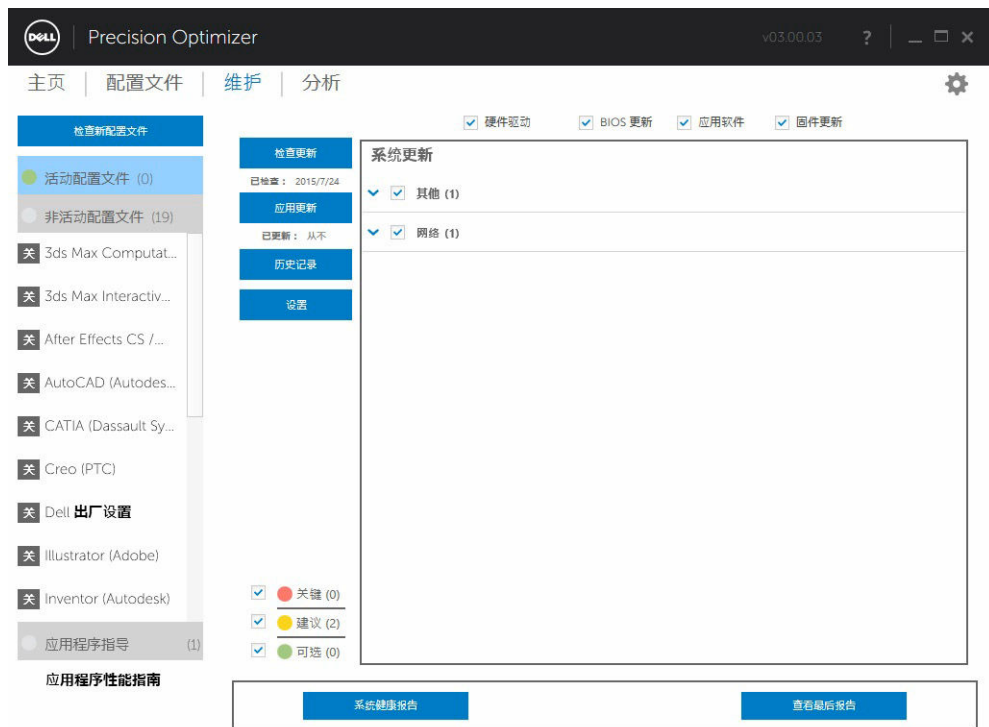 DELL Precision Optimizer v03.00.03 ?
主页 配置文件 维护 分析
检查新配置文件
活动配置文件 (0)
非活动配置文件 (19)
关 3ds Max Computat...
关 3ds Max Interactiv...
关 After Effects CS /...
关 AutoCAD (Autodes...
关 CATIA (Dassault Sy...
关 Creo (PTC)
关 Dell 出厂设置
关 Illustrator (Adobe)
关 Inventor (Autodesk)
应用程序指导 (1)
应用程序性能指南
硬件驱动 BIOS 更新 应用软件 固件更新
检查更新
已检查： 2015/7/24
应用更新
已更新： 从不
历史记录
设置
系统更新
其他 (1)
网络 (1)
关键 (0)
建议 (2)
可选 (0)
系统健康报告 查看最后报告